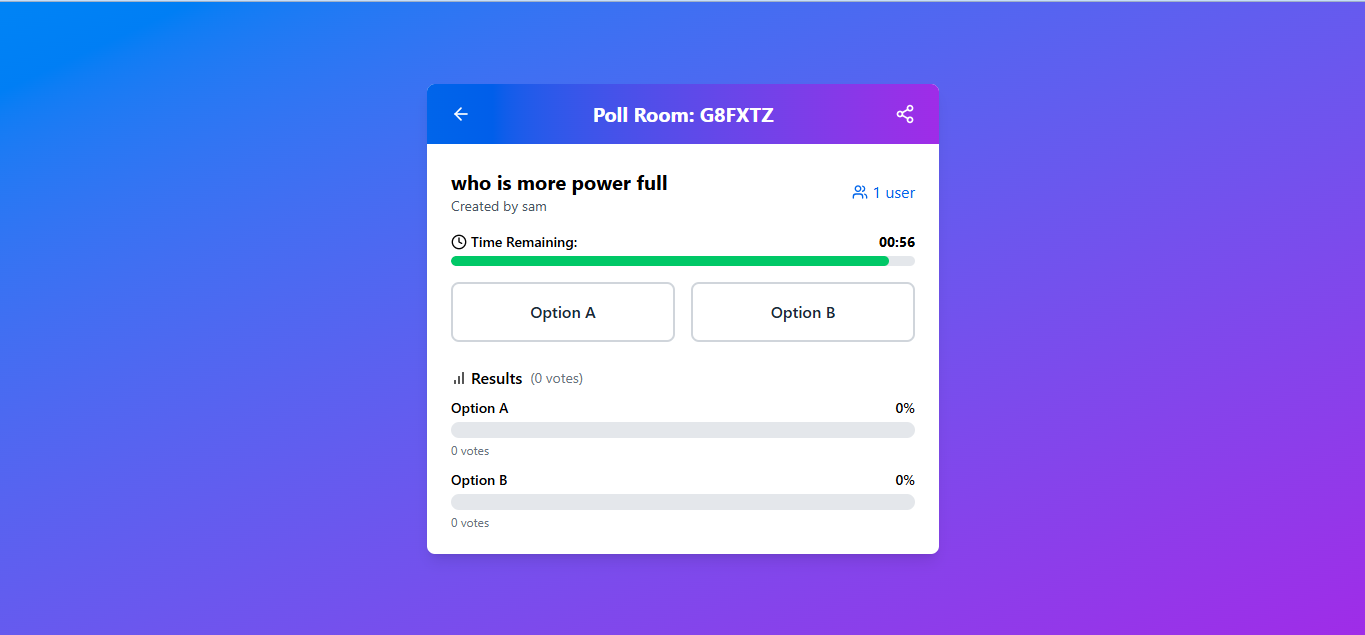 Poll Room: G8FXTZ
who is more power full
Created by sam
1 user
Time Remaining: 00:56
Option A
Option B
Results (0 votes)
Option A 0%
0 votes
Option B 0%
0 votes